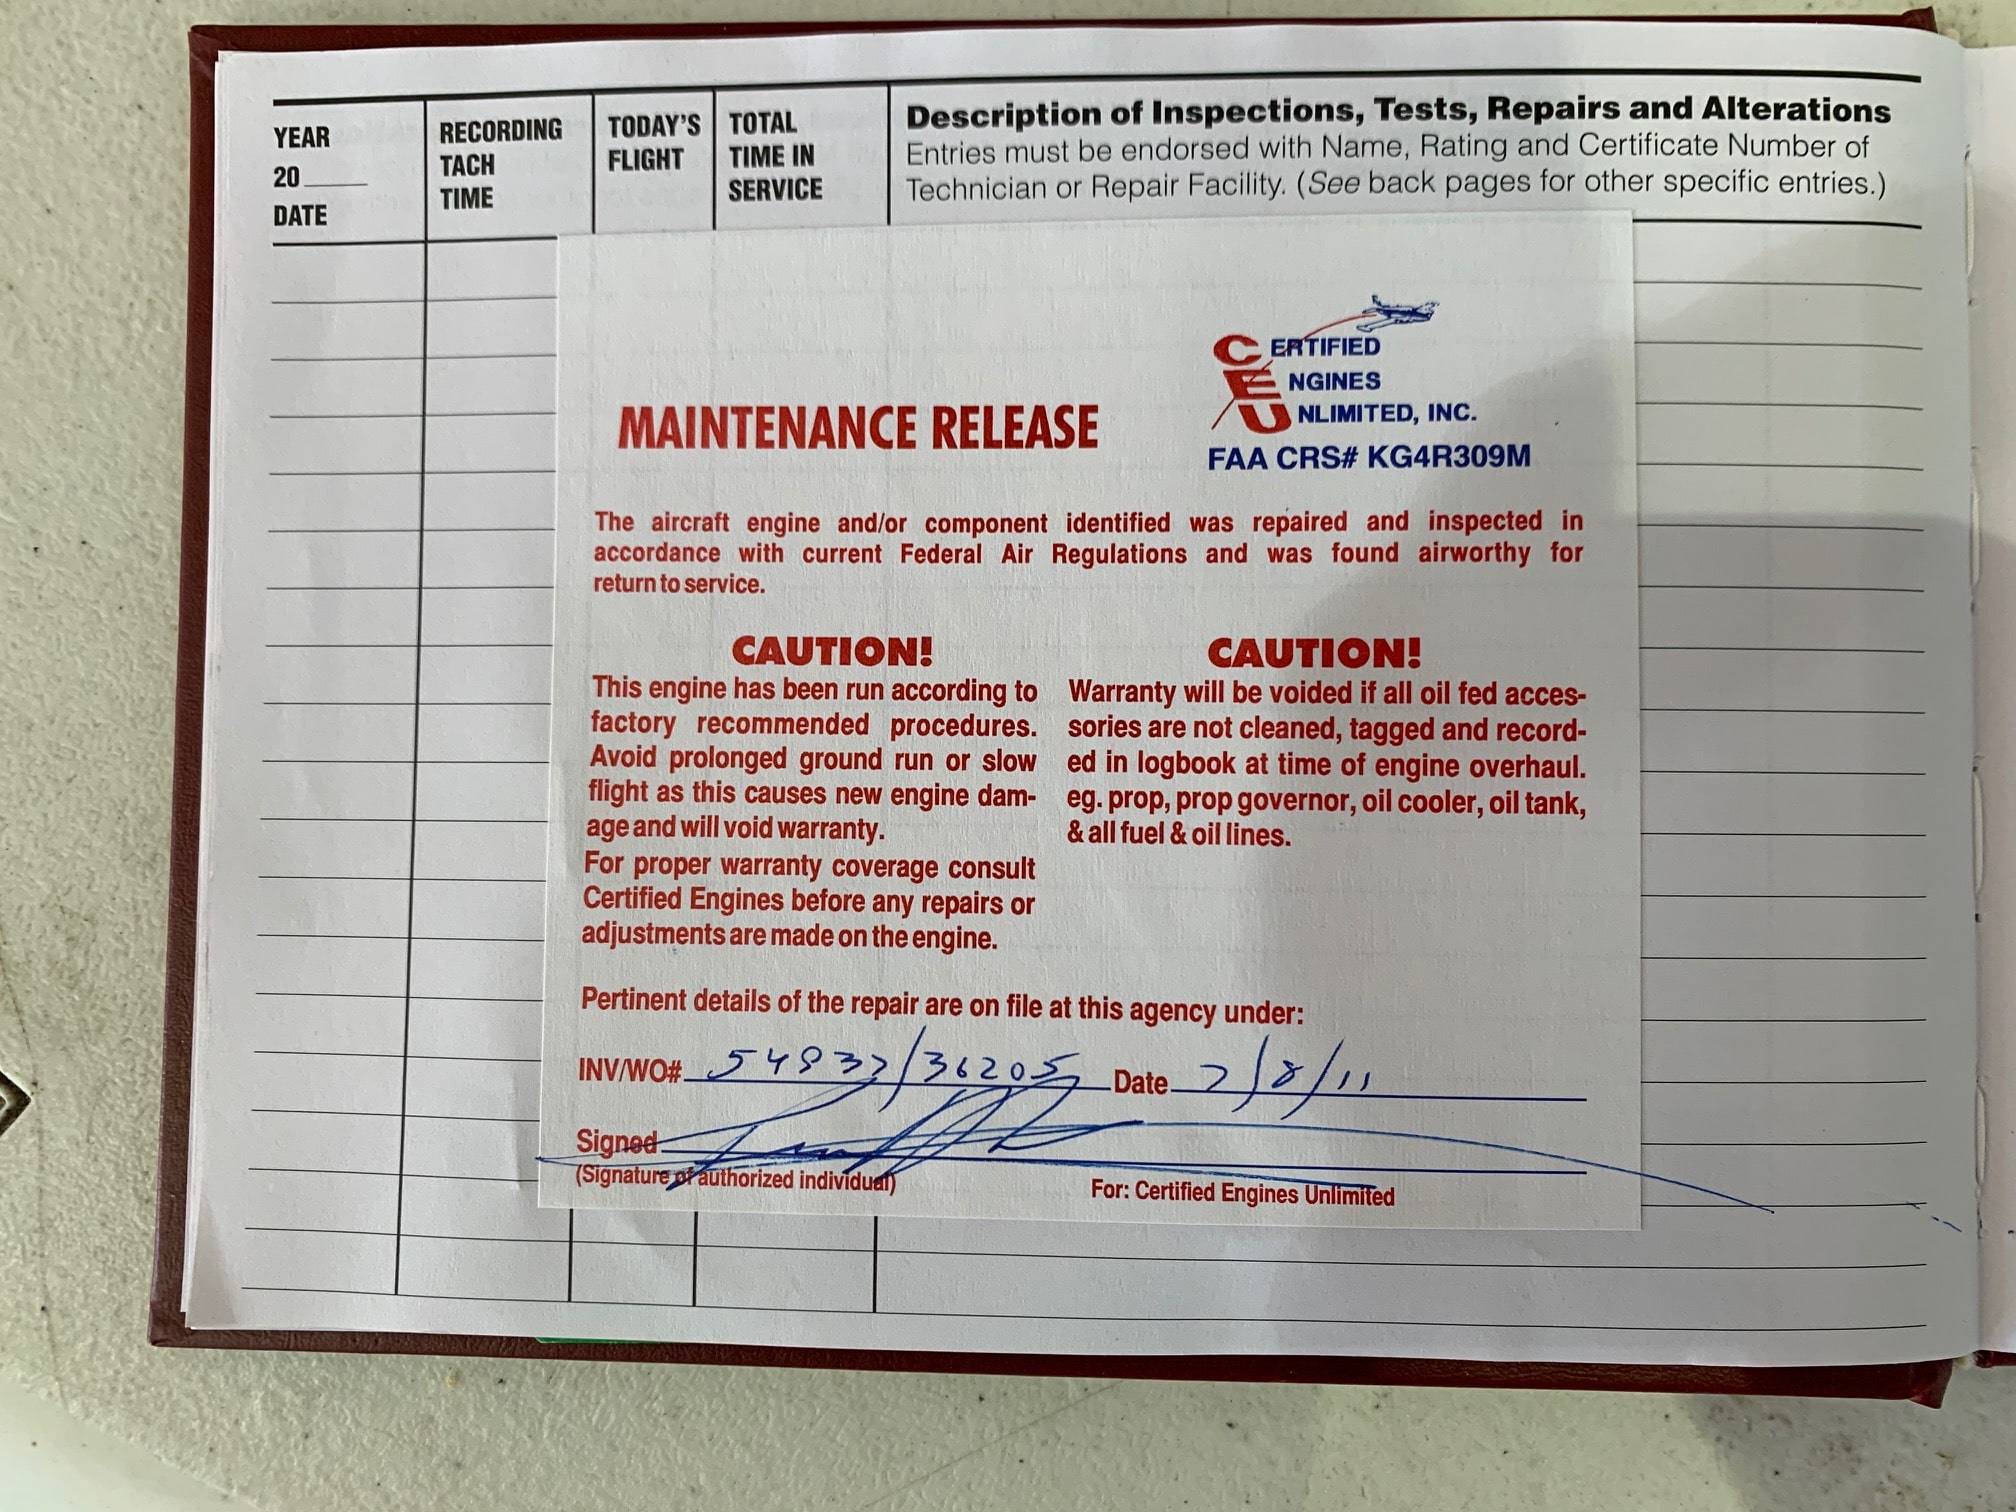 YEAR
20____
DATE
RECORDING
TACH
TIME
TODAY'S
FLIGHT
TOTAL
TIME IN
SERVICE
Description of Inspections, Tests, Repairs and Alterations
Entries must be endorsed with Name, Rating and Certificate Number of
Technician or Repair Facility. (See back pages for other specific entries.)
CERTIFIED
ENGINES
UNLIMITED, INC.
FAA CRS# KG4R309M
MAINTENANCE RELEASE
The aircraft engine and/or component identified was repaired and inspected in
accordance with current Federal Air Regulations and was found airworthy for
return to service.
CAUTION!
This engine has been run according to
factory recommended procedures.
Avoid prolonged ground run or slow
flight as this causes new engine dam-
age and will void warranty.
For proper warranty coverage consult
Certified Engines before any repairs or
adjustments are made on the engine.
CAUTION!
Warranty will be voided if all oil fed acces-
sories are not cleaned, tagged and record-
ed in logbook at time of engine overhaul.
eg. prop, prop governor, oil cooler, oil tank,
& all fuel & oil lines.
Pertinent details of the repair are on file at this agency under:
INV/WO# /36205 Date 7/8/11
Signed
(Signature of authorized individual)
For: Certified Engines Unlimited